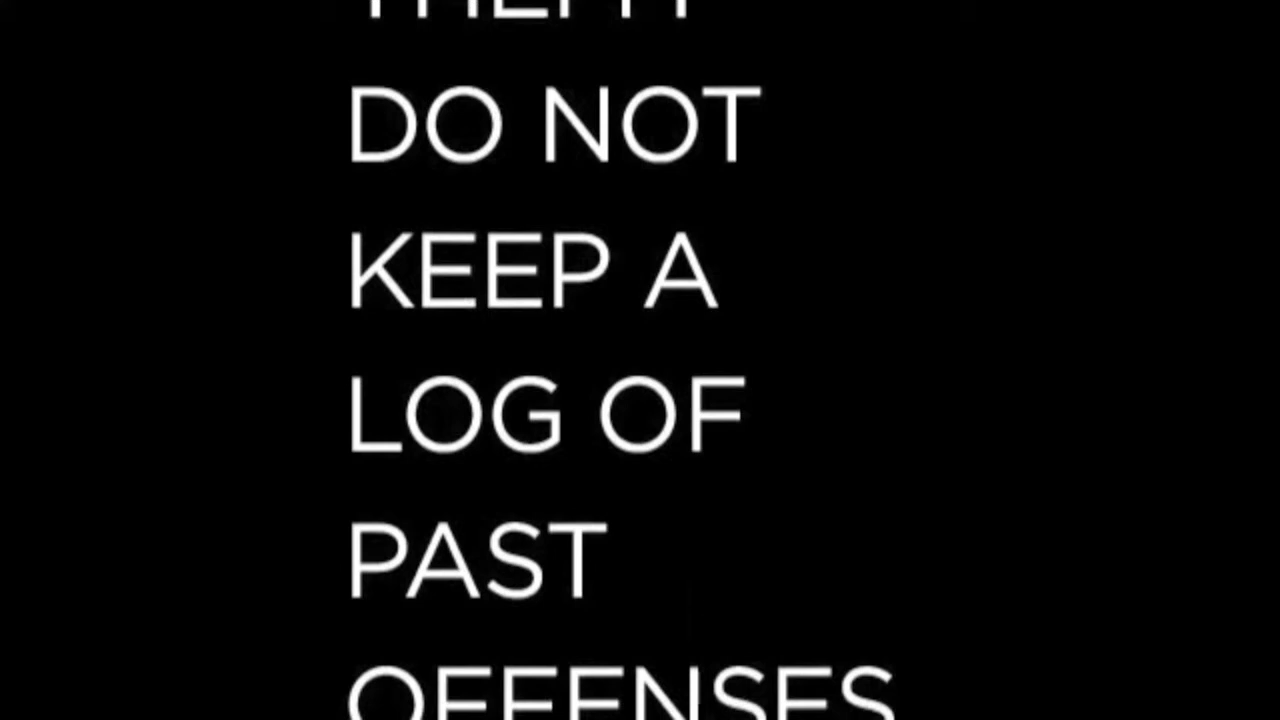 DO NOT
KEEP A
LOG OF
PAST
OFFENSES